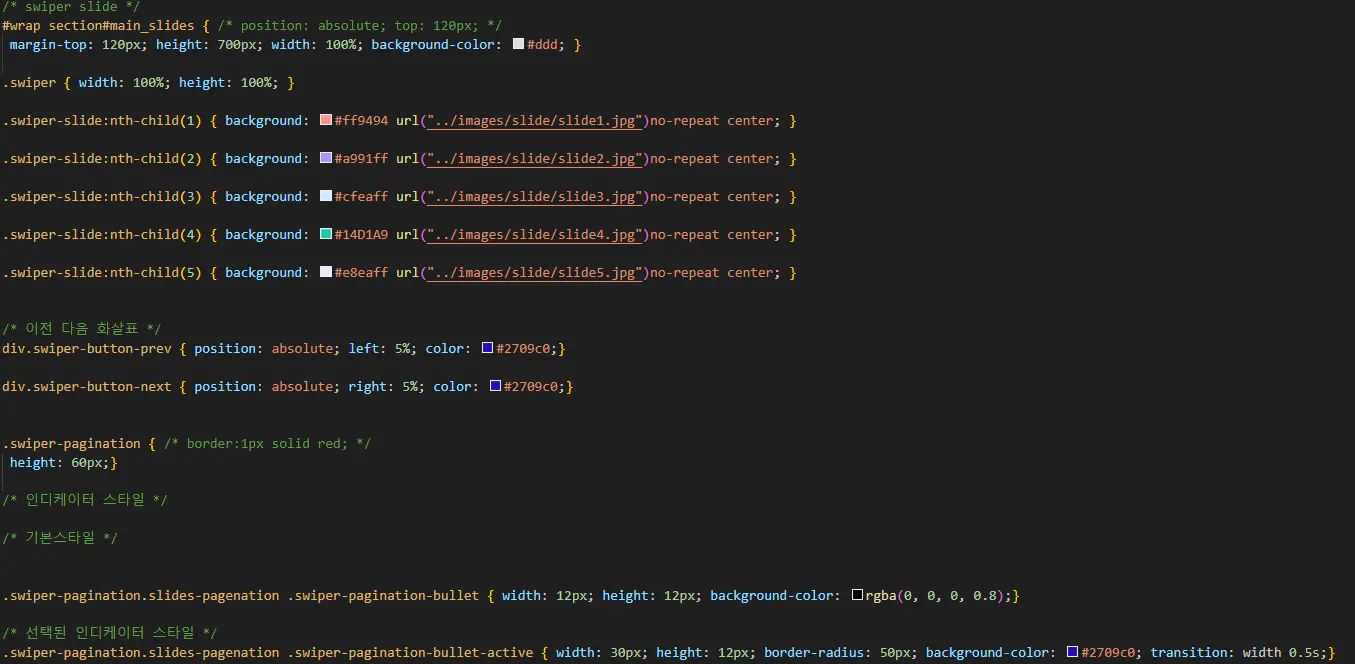 /* swiper slide */
#wrap section#main_slides { /* position: absolute; top: 120px; */
margin-top: 120px; height: 700px; width: 100%; background-color: #ddd; }
.swiper { width: 100%; height: 100%; }
.swiper-slide:nth-child(1) { background: #ff9494 url("../images/slide/slide1.jpg")no-repeat center; }
.swiper-slide:nth-child(2) { background: #a991ff url("../images/slide/slide2.jpg")no-repeat center; }
.swiper-slide:nth-child(3) { background: #cfeaff url("../images/slide/slide3.jpg")no-repeat center; }
.swiper-slide:nth-child(4) { background: #14D1A9 url("../images/slide/slide4.jpg")no-repeat center; }
.swiper-slide:nth-child(5) { background: #e8eaff url("../images/slide/slide5.jpg")no-repeat center; }
/* 이전 다음 화살표 */
div.swiper-button-prev { position: absolute; left: 5%; color: #2709c0;}
div.swiper-button-next { position: absolute; right: 5%; color: #2709c0;}
.swiper-pagination { /* border:1px solid red; */
height: 60px;}
/* 인디케이터 스타일 */
/* 기본스타일 */
.swiper-pagination.slides-pagenation .swiper-pagination-bullet { width: 12px; height: 12px; background-color: rgba(0, 0, 0, 0.8);}
/* 선택된 인디케이터 스타일 */
.swiper-pagination.slides-pagenation .swiper-pagination-bullet-active { width: 30px; height: 12px; border-radius: 50px; background-color: #2709c0; transition: width 0.5s;}